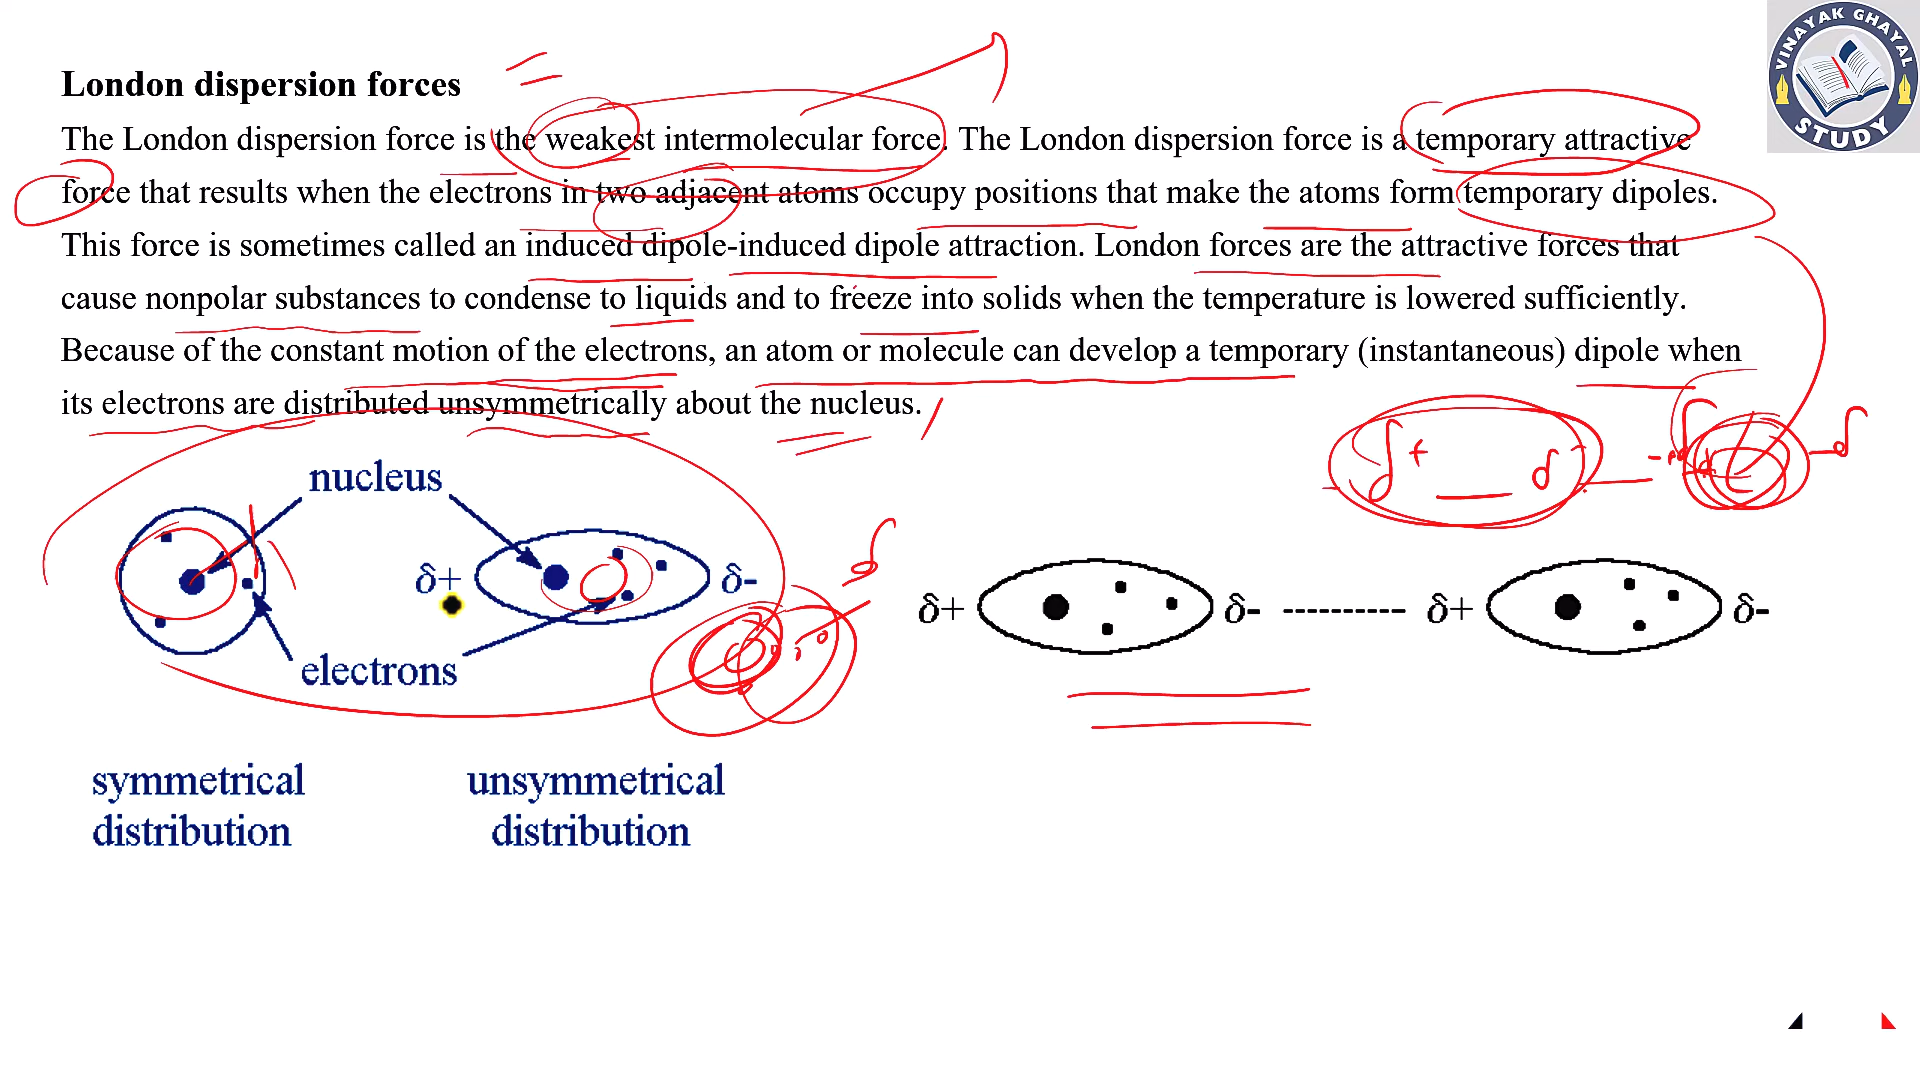 VINAYAK GHAYAL
STUDY
London dispersion forces
The London dispersion force is the weakest intermolecular force. The London dispersion force is a temporary attractive
force that results when the electrons in two adjacent atoms occupy positions that make the atoms form temporary dipoles.
This force is sometimes called an induced dipole-induced dipole attraction. London forces are the attractive forces that
cause nonpolar substances to condense to liquids and to freeze into solids when the temperature is lowered sufficiently.
Because of the constant motion of the electrons, an atom or molecule can develop a temporary (instantaneous) dipole when
its electrons are distributed unsymmetrically about the nucleus.
δ+ δ-
nucleus
δ+ δ-
δ+ δ- ---------- δ+ δ-
electrons
symmetrical
distribution
unsymmetrical
distribution